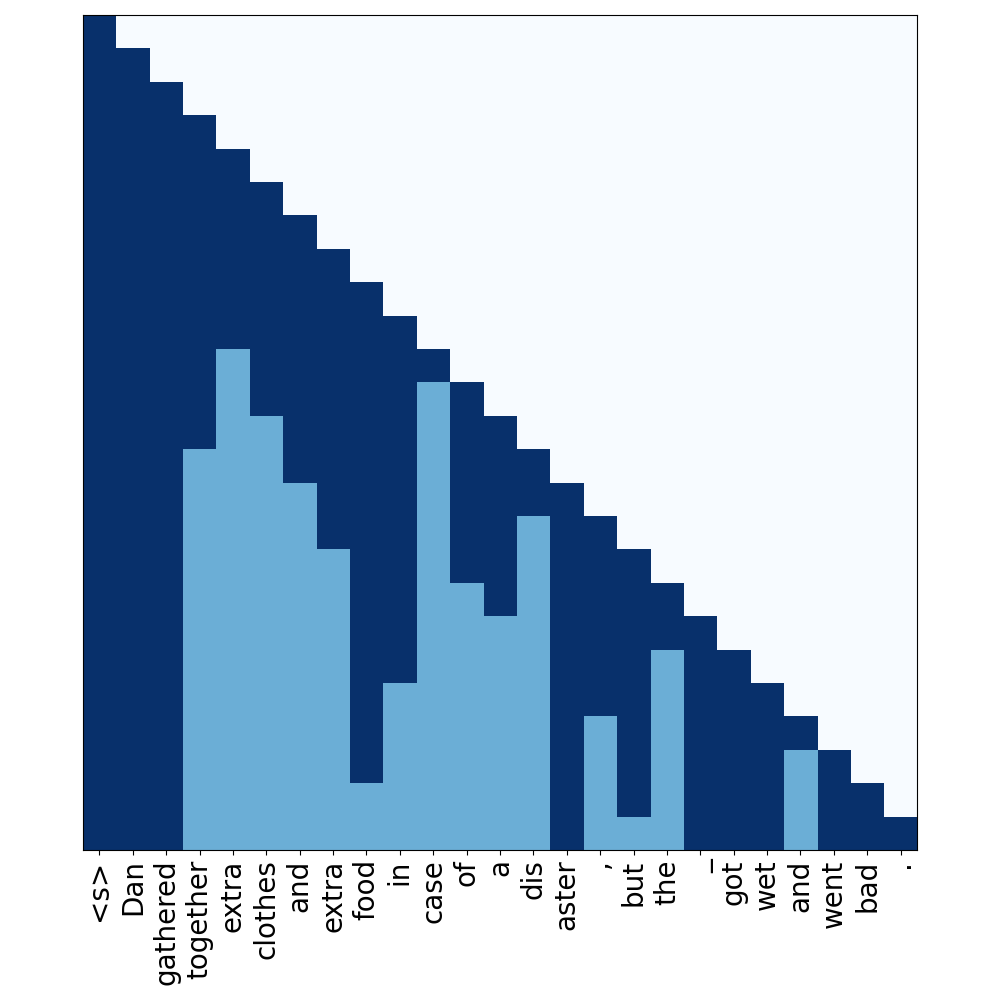 <s> Dan gathered together extra clothes and extra food in case of a dis aster , but the _ got wet and went bad .